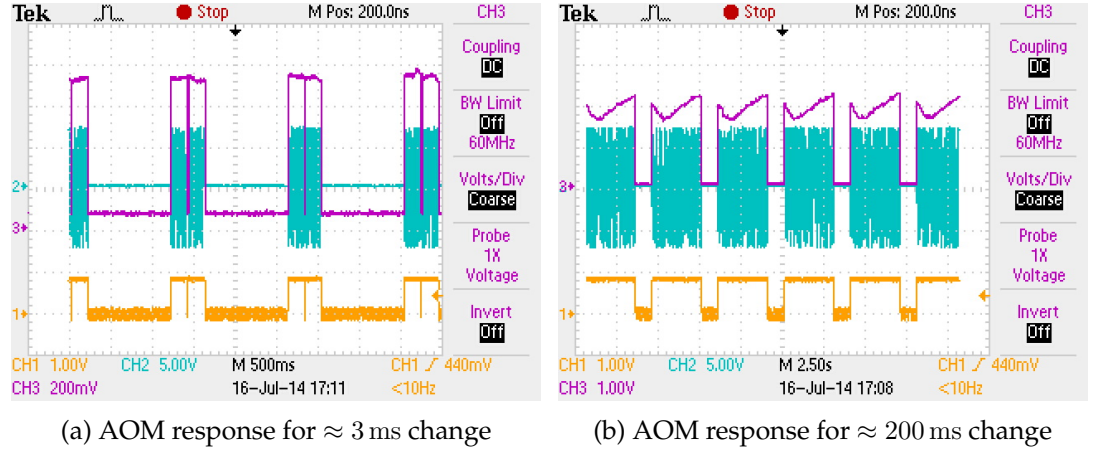 Tek Stop M Pos: 200.0ns CH3
Coupling
DC
BW Limit
Off
60MHz
Volts/Div
Coarse
Probe
1X
Voltage
Invert
Off
2
3
1
CH1 1.00V CH2 5.00V M 500ms CH1 440mV
CH3 200mV 16-Jul-14 17:11 <10Hz
(a) AOM response for ≈ 3 ms change
Tek Stop M Pos: 200.0ns CH3
Coupling
DC
BW Limit
Off
60MHz
Volts/Div
Coarse
Probe
1X
Voltage
Invert
Off
3
1
CH1 1.00V CH2 5.00V M 2.50s CH1 440mV
CH3 1.00V 16-Jul-14 17:08 <10Hz
(b) AOM response for ≈ 200 ms change